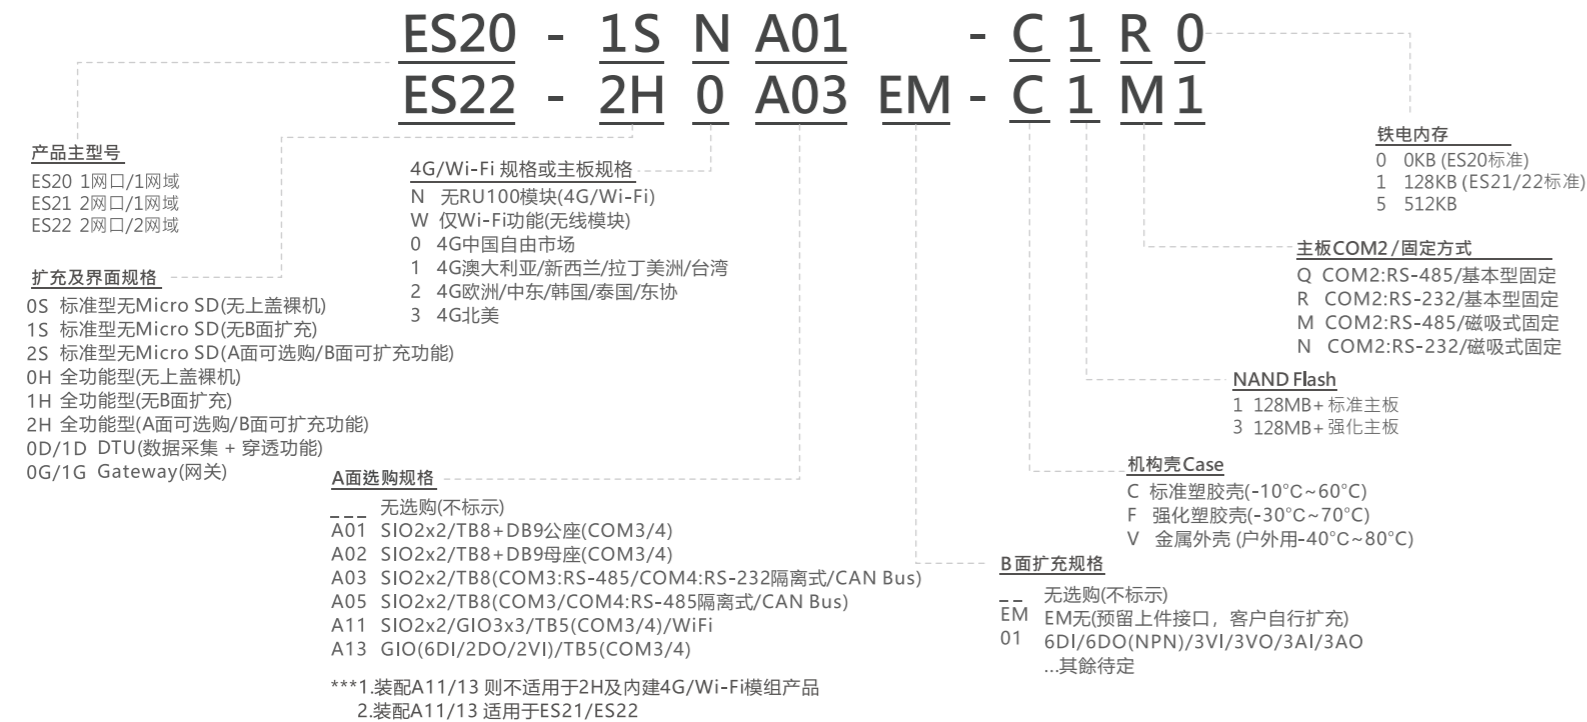 ES20 - 1S N A01 - C 1 R 0
ES22 - 2H 0 A03 EM - C 1 M 1
产品主型号
ES20 1网口/1网域
ES21 2网口/1网域
ES22 2网口/2网域
扩充及界面规格
0S 标准型无Micro SD(无上盖裸机)
1S 标准型无Micro SD(无B面扩充)
2S 标准型无Micro SD(A面可选购/B面可扩充功能)
0H 全功能型(无上盖裸机)
1H 全功能型(无B面扩充)
2H 全功能型(A面可选购/B面可扩充功能)
0D/1D DTU(数据采集 + 穿透功能)
0G/1G Gateway(网关)
4G/Wi-Fi 规格或主板规格
N 无RU100模块(4G/Wi-Fi)
W 仅Wi-Fi功能(无线模块)
0 4G中国自由市场
1 4G澳大利亚/新西兰/拉丁美洲/台湾
2 4G欧洲/中东/韩国/泰国/东协
3 4G北美
A面选购规格
_ _ _ 无选购(不标示)
A01 SIO2x2/TB8+DB9公座(COM3/4)
A02 SIO2x2/TB8+DB9母座(COM3/4)
A03 SIO2x2/TB8(COM3:RS-485/COM4:RS-232隔离式/CAN Bus)
A05 SIO2x2/TB8(COM3/COM4:RS-485隔离式/CAN Bus)
A11 SIO2x2/GIO3x3/TB5(COM3/4)/WiFi
A13 GIO(6DI/2DO/2VI)/TB5(COM3/4)
***1.装配A11/13 则不适用于2H及内建4G/Wi-Fi模组产品
2.装配A11/13 适用于ES21/ES22
B面扩充规格
_ _ 无选购(不标示)
EM EM无(预留上件接口，客户自行扩充)
01 6DI/6DO(NPN)/3VI/3VO/3AI/3AO
...其餘待定
机构壳Case
C 标准塑胶壳(-10°C~60°C)
F 强化塑胶壳(-30°C~70°C)
V 金属外壳 (户外用-40°C~80°C)
NAND Flash
1 128MB+ 标准主板
3 128MB+ 强化主板
主板COM2 /固定方式
Q COM2:RS-485/基本型固定
R COM2:RS-232/基本型固定
M COM2:RS-485/磁吸式固定
N COM2:RS-232/磁吸式固定
铁电内存
0 0KB (ES20标准)
1 128KB (ES21/22标准)
5 512KB